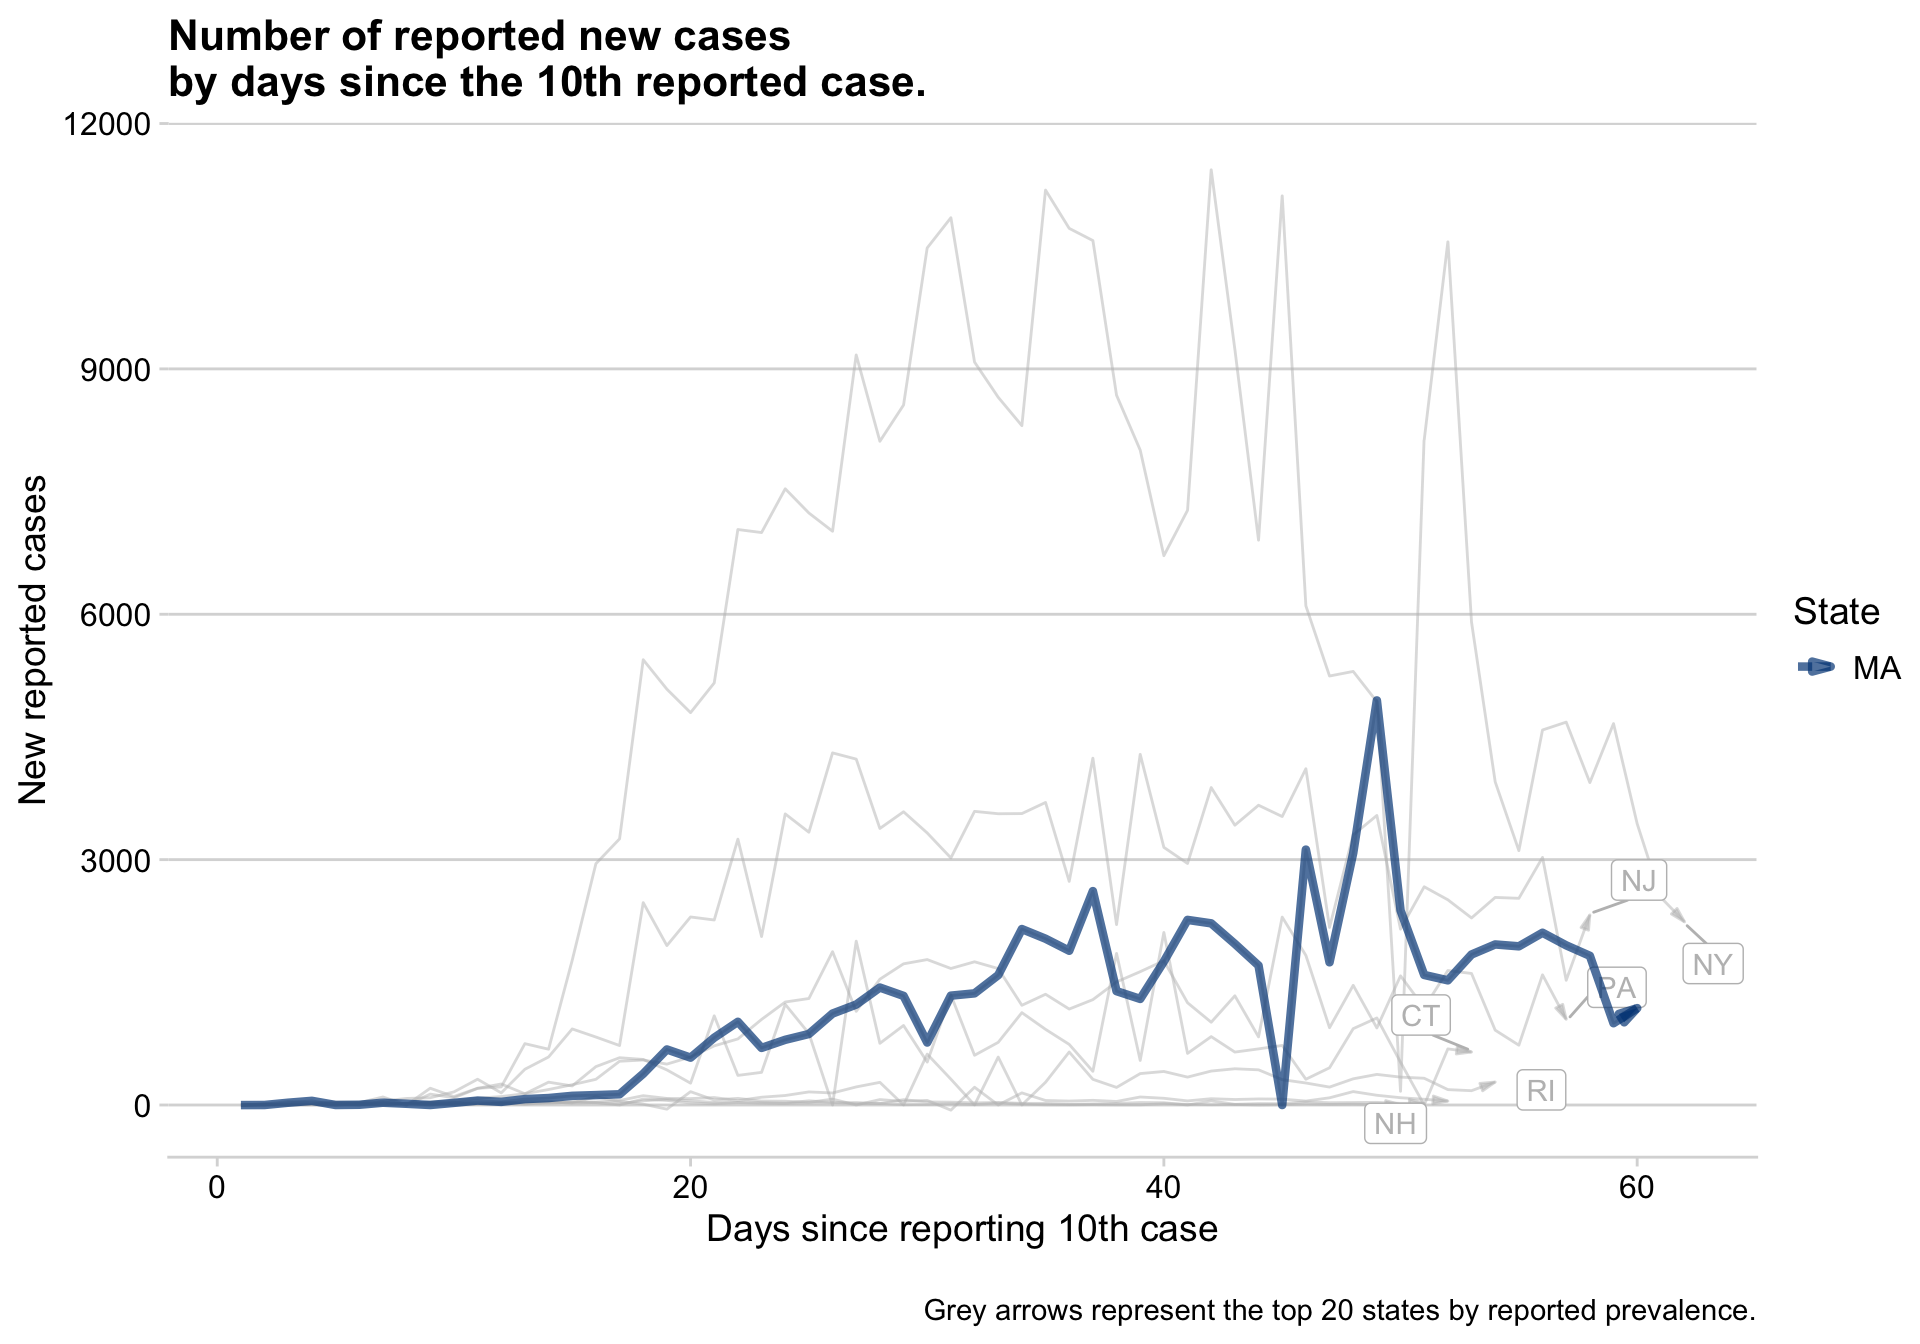 Number of reported new cases
by days since the 10th reported case.
12000
9000
6000
3000
0
New reported cases
NJ
NY
PA
CT
RI
NH
0
20
40
60
Days since reporting 10th case
State
MA
Grey arrows represent the top 20 states by reported prevalence.